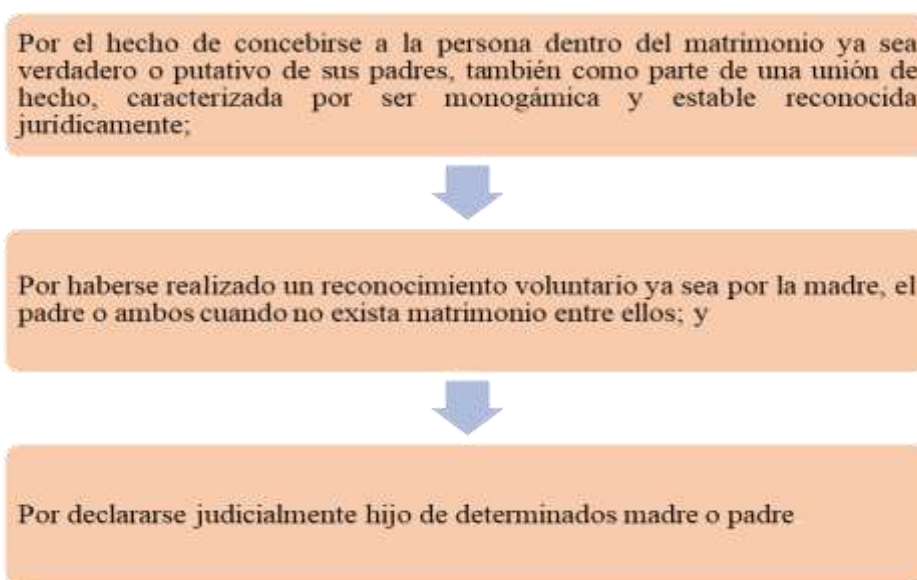 Por el hecho de concebirse a la persona dentro del matrimonio ya sea
verdadero o putativo de sus padres, también como parte de una unión de
hecho, caracterizada por ser monogámica y estable reconocida
jurídicamente;
Por haberse realizado un reconocimiento voluntario ya sea por la madre, el
padre o ambos cuando no exista matrimonio entre ellos; y
Por declararse judicialmente hijo de determinados madre o padre